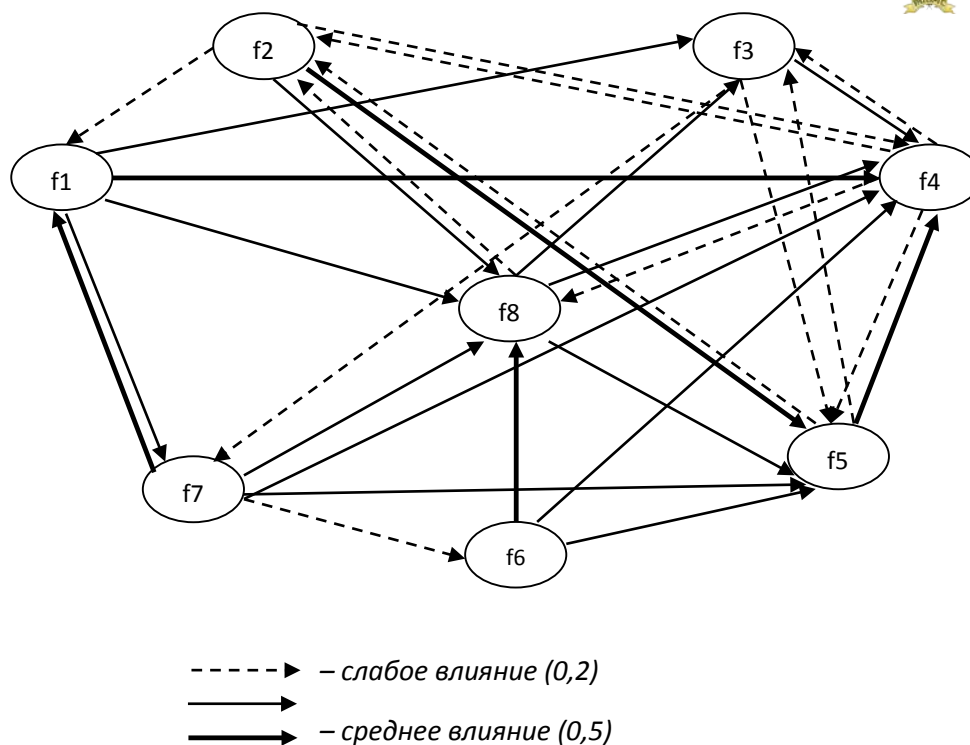 f2
f3
f1
f4
f8
f5
f7
f6
– слабое влияние (0,2)
– среднее влияние (0,5)